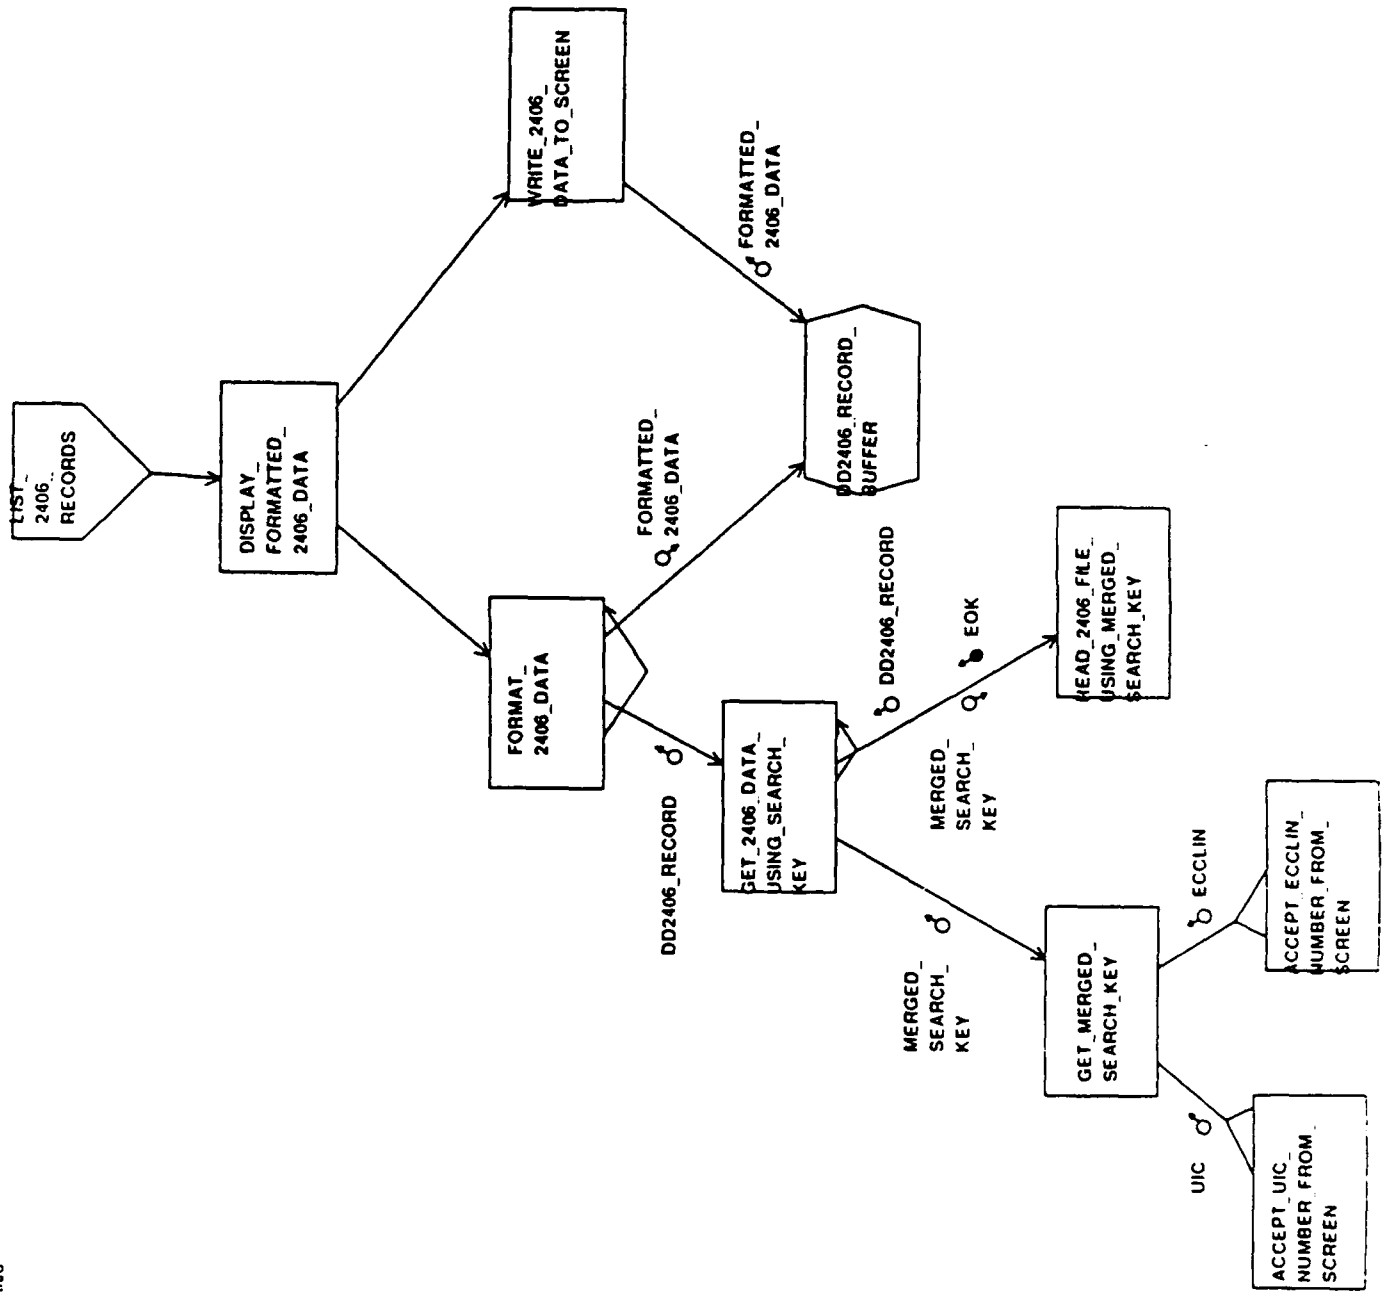 LIST_
2406_
RECORDS
DISPLAY_
FORMATTED_
2406_DATA
WRITE_2406_
DATA_TO_SCREEN
FORMAT_
2406_DATA
FORMATTED_
2406_DATA
FORMATTED_
2406_DATA
DD2406_RECORD_
BUFFER
DD2406_RECORD
GET_2406_DATA_
USING_SEARCH_
KEY
DD2406_RECORD
EOK
MERGED_
SEARCH_
KEY
HEAD_2406_FILE_
USING_MERGED_
SEARCH_KEY
MERGED_
SEARCH_
KEY
GET_MERGED_
SEARCH_KEY
UIC
ECCLIN
ACCEPT_UIC_
NUMBER_FROM_
SCREEN
ACCEPT_ECCLIN_
NUMBER_FROM_
SCREEN